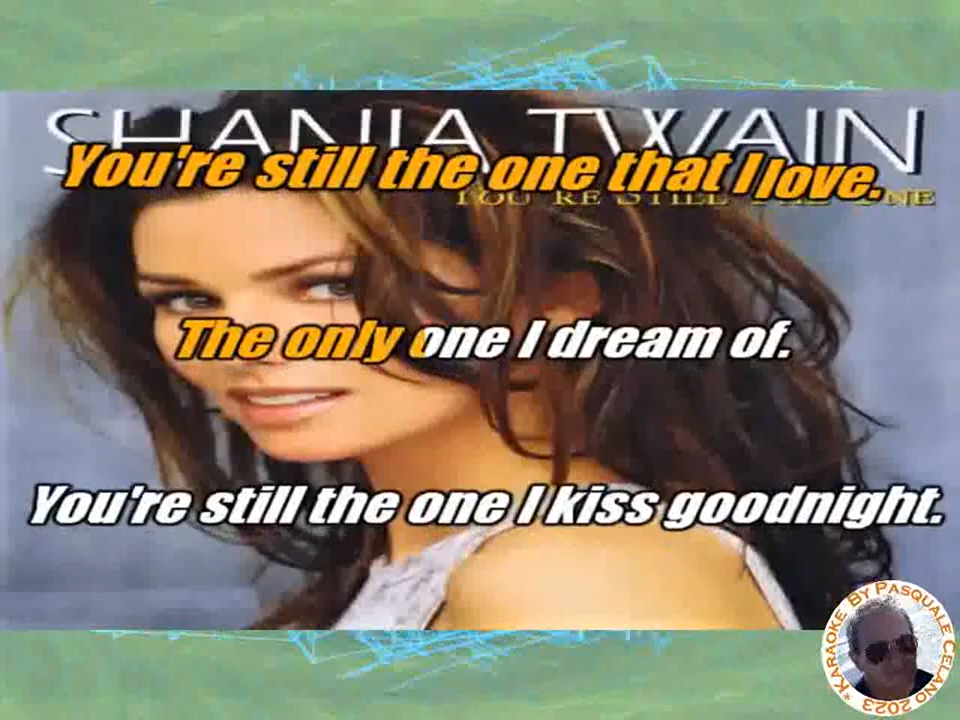 SHANIA TWAIN
You're still the one that I love.
YOU'RE STILL THE ONE
The only one I dream of.
You're still the one I kiss goodnight.
*KARAOKE By PASQUALE CELANO 2023